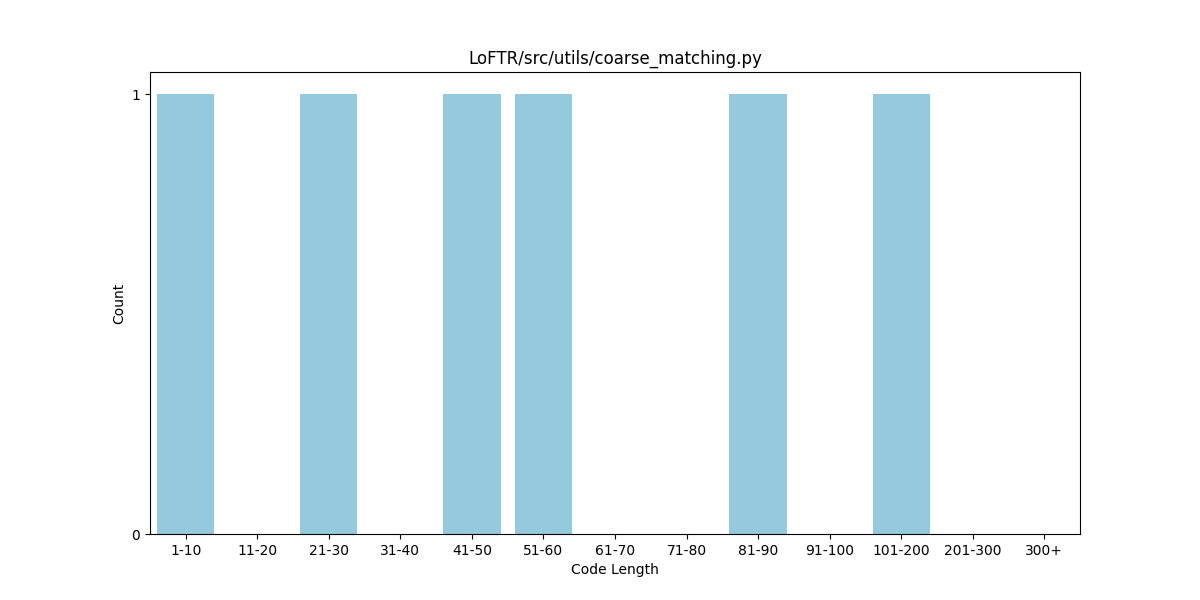 LoFTR/src/utils/coarse_matching.py
1
0
Count
1-10 11-20 21-30 31-40 41-50 51-60 61-70 71-80 81-90 91-100 101-200 201-300 300+
Code Length